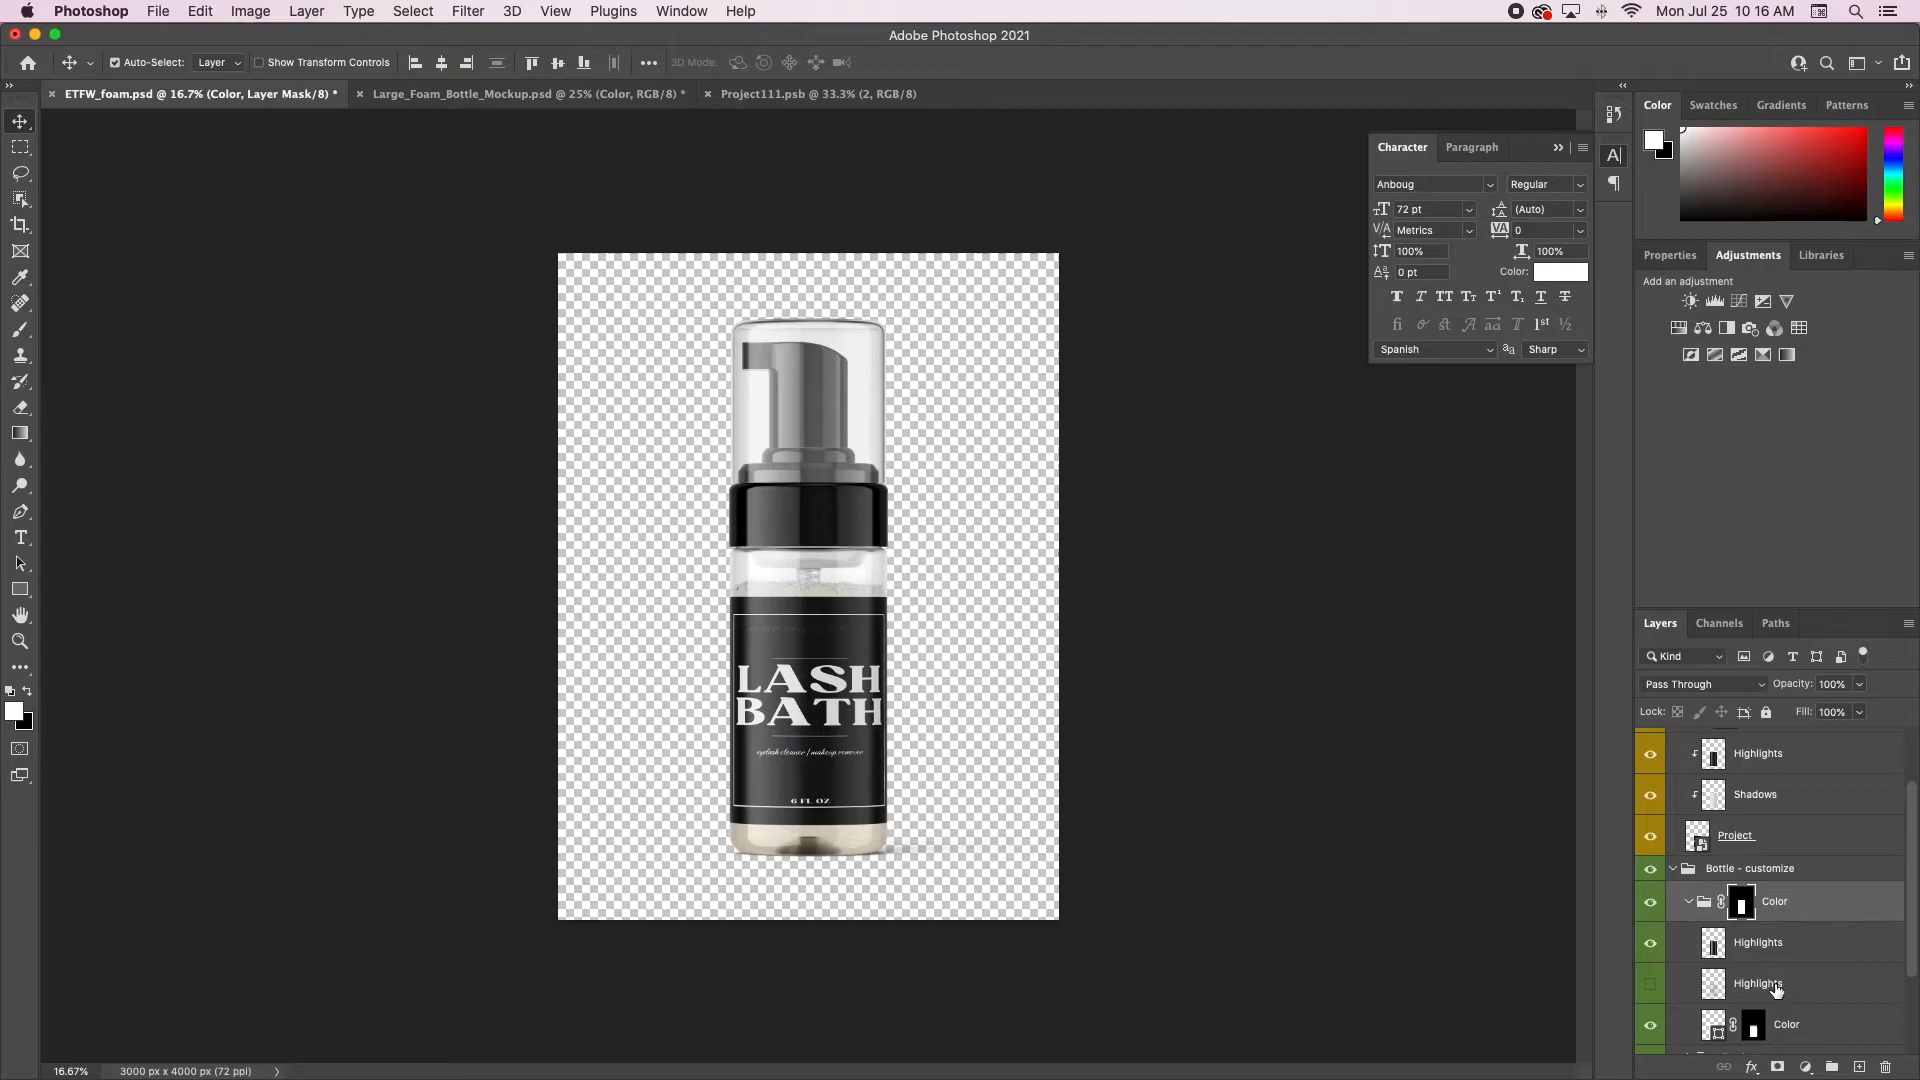 Photoshop File Edit Image Layer Type Select Filter 3D View Plugins Window Help Mon Jul 25 10:16 AM
Adobe Photoshop 2021
Auto-Select: Layer Show Transform Controls 3D Mode:
ETFW_foam.psd @ 16.7% (Color, Layer Mask/8) * Large_Foam_Bottle_Mockup.psd @ 25% (Color, RGB/8) * Project111.psb @ 33.3% (2, RGB/8)
Color Swatches Gradients Patterns
Character Paragraph
Anboug Regular
72 pt (Auto)
Metrics 0
100% 100%
0 pt Color:
Spanish Sharp
Properties Adjustments Libraries
Add an adjustment
LASH
BATH
eyelash cleaner / makeup remover
6 FL OZ
Layers Channels Paths
Kind
Pass Through Opacity: 100%
Lock: Fill: 100%
Highlights
Shadows
Project
Bottle - customize
Color
Highlights
Highlights
Color
16.67% 3000 px x 4000 px (72 ppi)